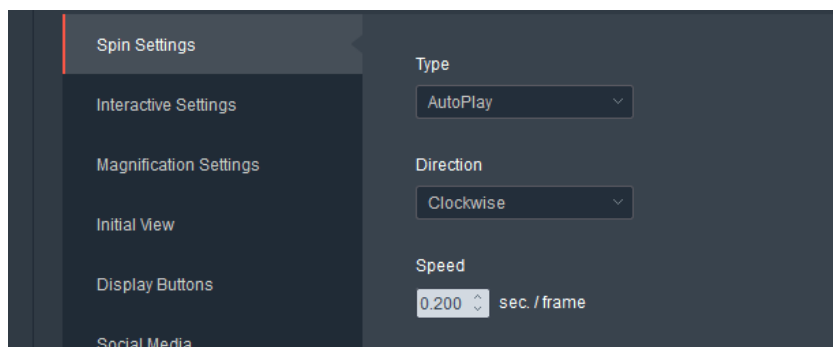 Spin Settings
Interactive Settings
Magnification Settings
Initial View
Display Buttons
Social Media
Type
AutoPlay
Direction
Clockwise
Speed
0.200 sec. / frame